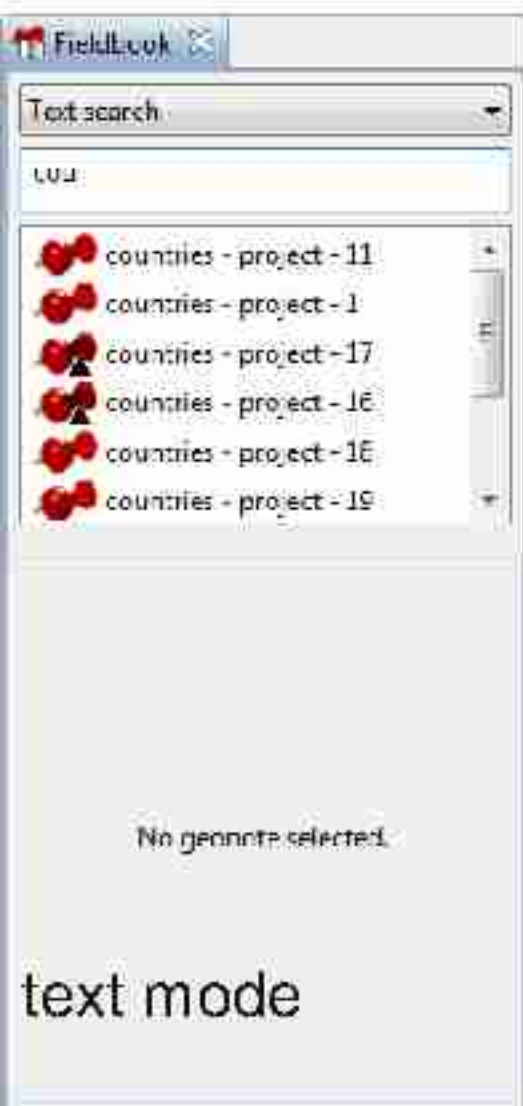 Fieldbook
Text search
cou
countries - project - 11
countries - project - 1
countries - project - 17
countries - project - 16
countries - project - 18
countries - project - 19
No geonote selected.
text mode